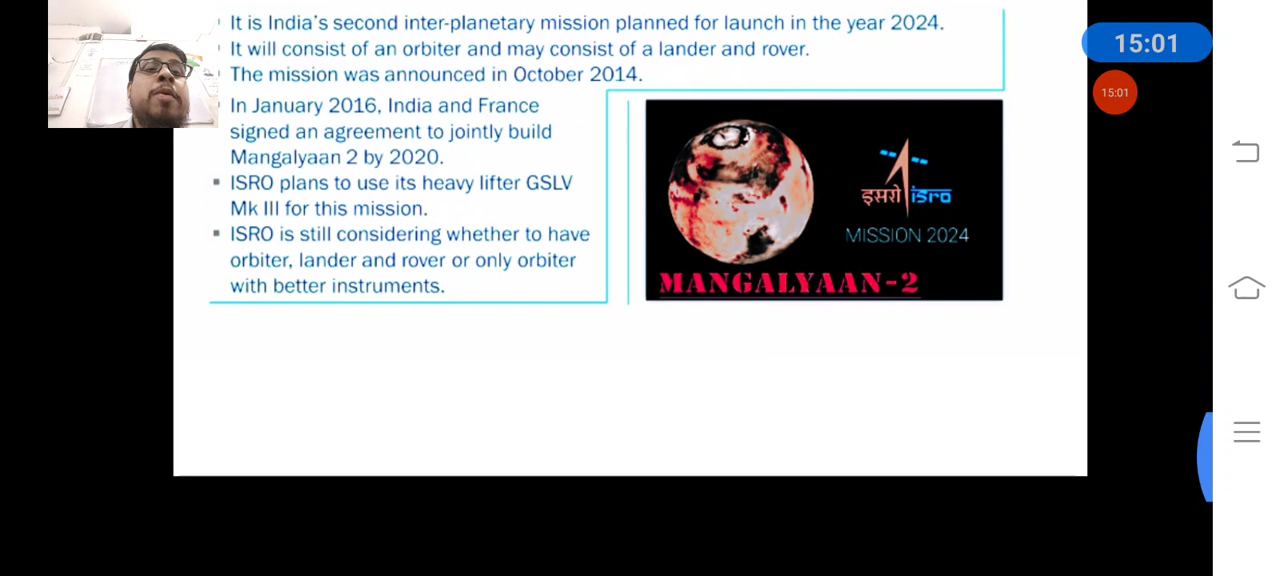 It is India's second inter-planetary mission planned for launch in the year 2024.
It will consist of an orbiter and may consist of a lander and rover.
The mission was announced in October 2014.
In January 2016, India and France
signed an agreement to jointly build
Mangalyaan 2 by 2020.
▪ ISRO plans to use its heavy lifter GSLV
Mk III for this mission.
▪ ISRO is still considering whether to have
orbiter, lander and rover or only orbiter
with better instruments.
इसरो isro
MISSION 2024
MANGALYAAN-2
15:01
15:01